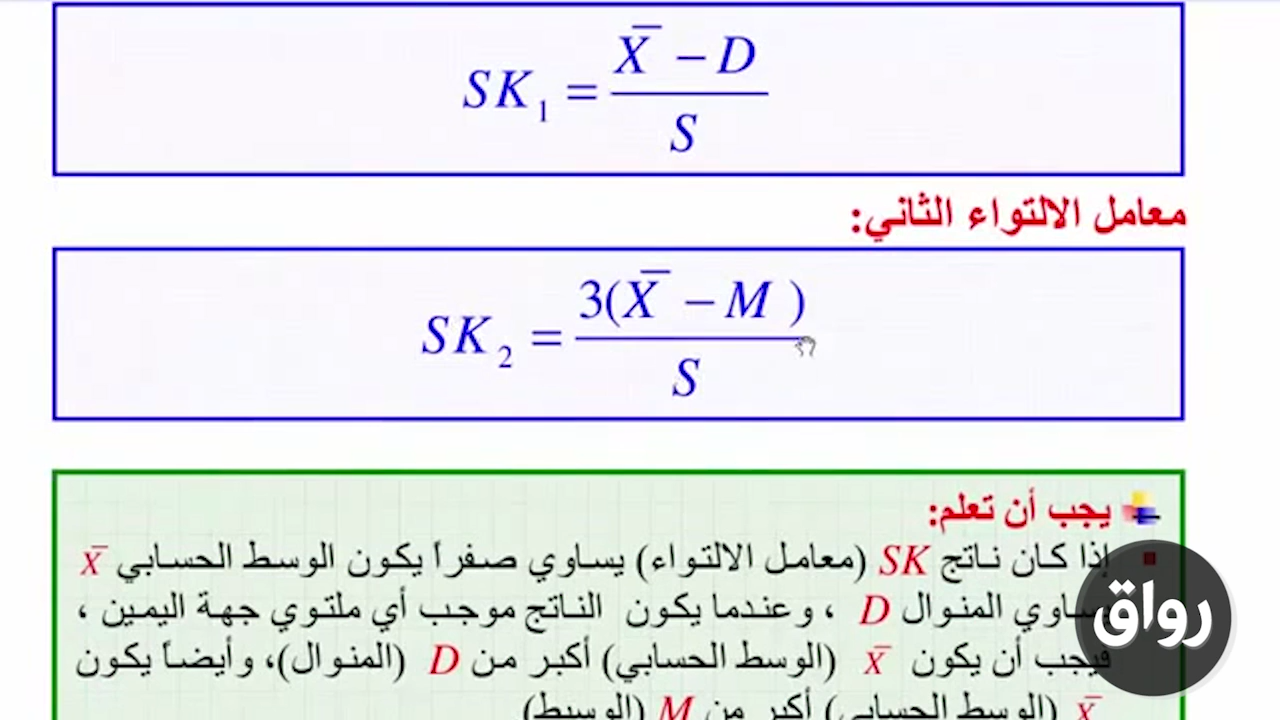 SK₁ = (X̄ − D) / S
معامل الالتواء الثاني:
SK₂ = 3(X̄ − M) / S
يجب أن تعلم:
إذا كان ناتج SK (معامل الالتواء) يساوي صفراً يكون الوسط الحسابي X̄
يساوي المنوال D ، وعندما يكون الناتج موجب أي ملتوي جهة اليمين ،
فيجب أن يكون X̄ (الوسط الحسابي) أكبر من D (المنوال)، وأيضاً يكون
X̄ (الوسط الحسابي) أكبر من M (الوسيط)
رواق